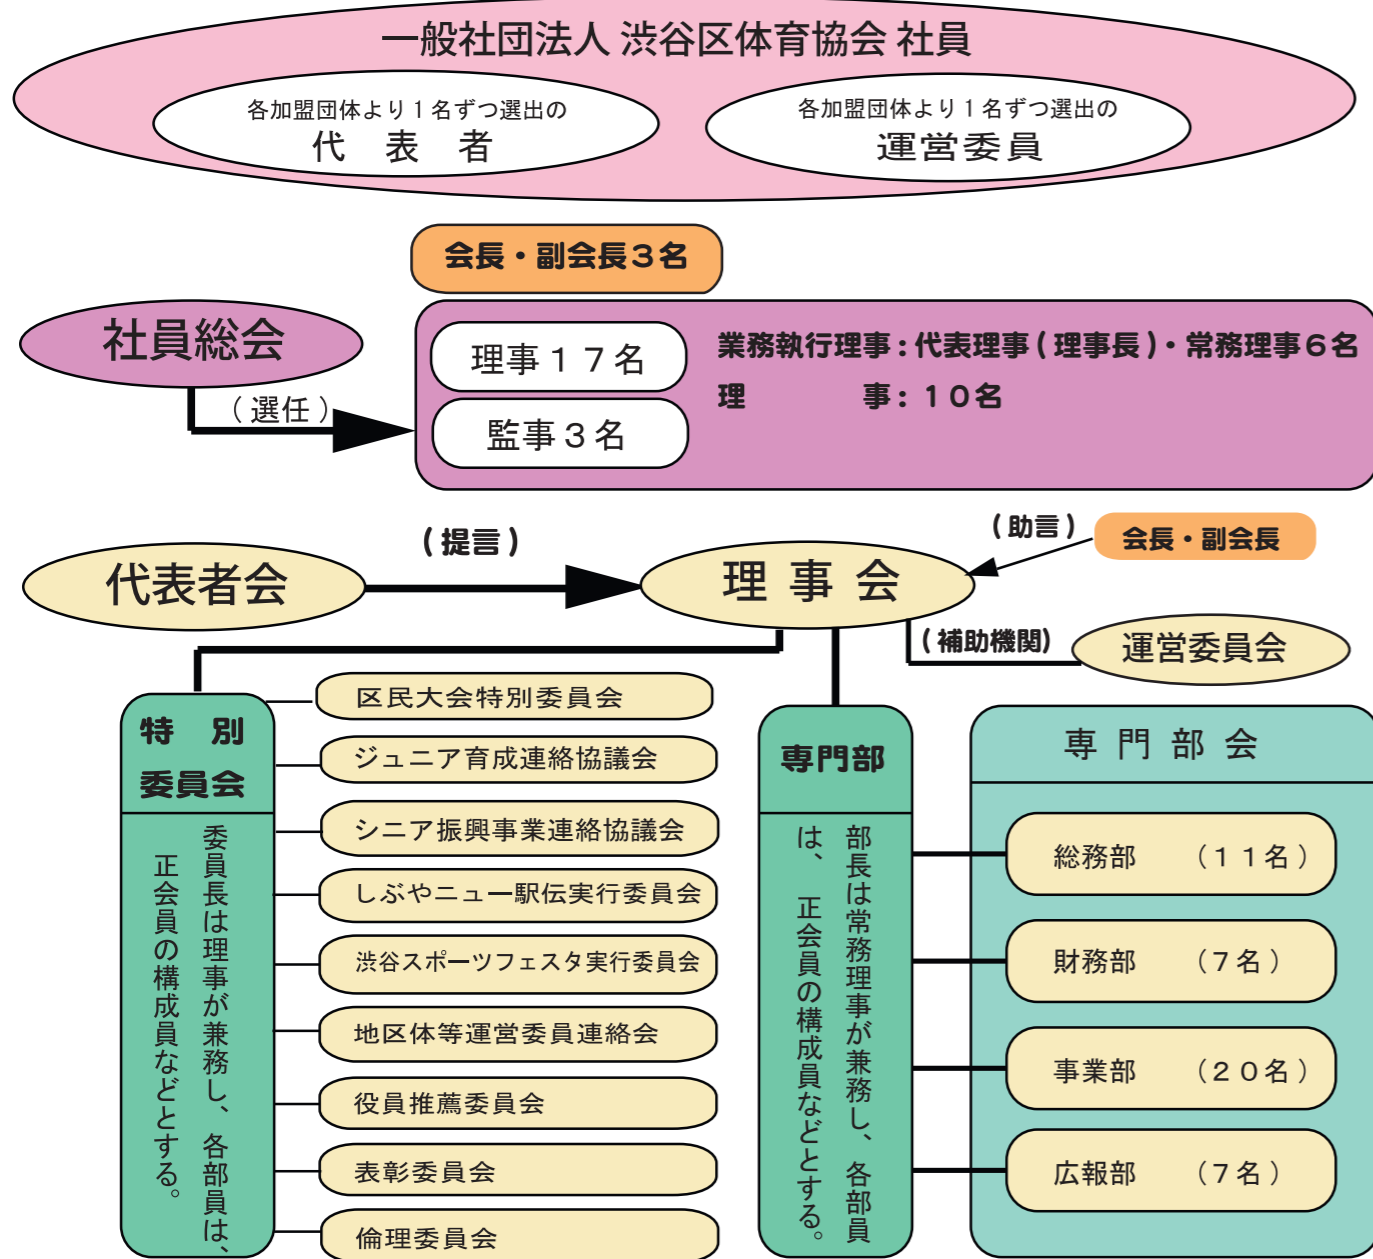 一般社団法人 渋谷区体育協会 社員
各加盟団体より１名ずつ選出の
代 表 者
各加盟団体より１名ずつ選出の
運営委員
会長・副会長３名
社員総会
（選任）
理事１７名
監事３名
業務執行理事：代表理事（理事長）・常務理事６名
理 事：１０名
代表者会
（提言）
理 事 会
（助言）
会長・副会長
（補助機関）
運営委員会
特 別
委員会
委員長は理事が兼務し、各部員は、
正会員の構成員などとする。
区民大会特別委員会
ジュニア育成連絡協議会
シニア振興事業連絡協議会
しぶやニュー駅伝実行委員会
渋谷スポーツフェスタ実行委員会
地区体等運営委員連絡会
役員推薦委員会
表彰委員会
倫理委員会
専門部
部長は常務理事が兼務し、各部員
は、正会員の構成員などとする。
専 門 部 会
総務部 （１１名）
財務部 （７名）
事業部 （２０名）
広報部 （７名）